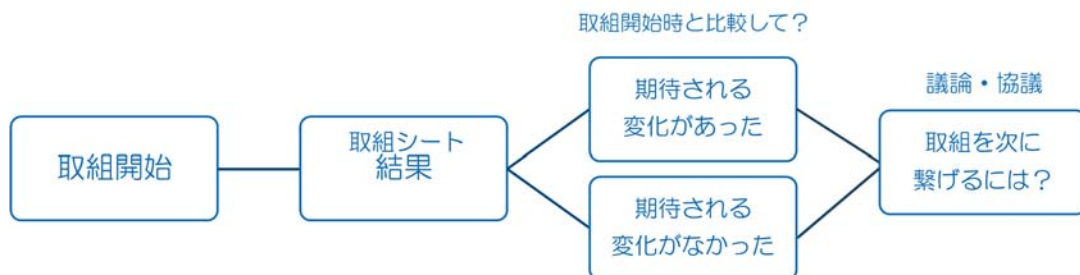 取組開始
取組シート
結果
取組開始時と比較して？
期待される
変化があった
期待される
変化がなかった
議論・協議
取組を次に
繋げるには？